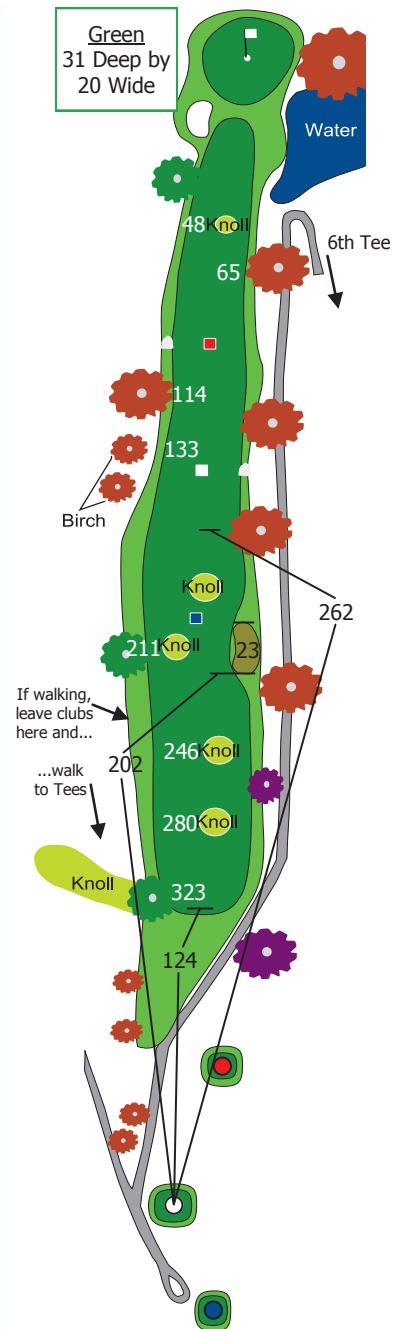 Green
31 Deep by
20 Wide
Water
48
Knoll
6th Tee
65
114
133
Birch
Knoll
262
211
Knoll
23
If walking,
leave clubs
here and...
202
246
Knoll
...walk
to Tees
280
Knoll
Knoll
323
124